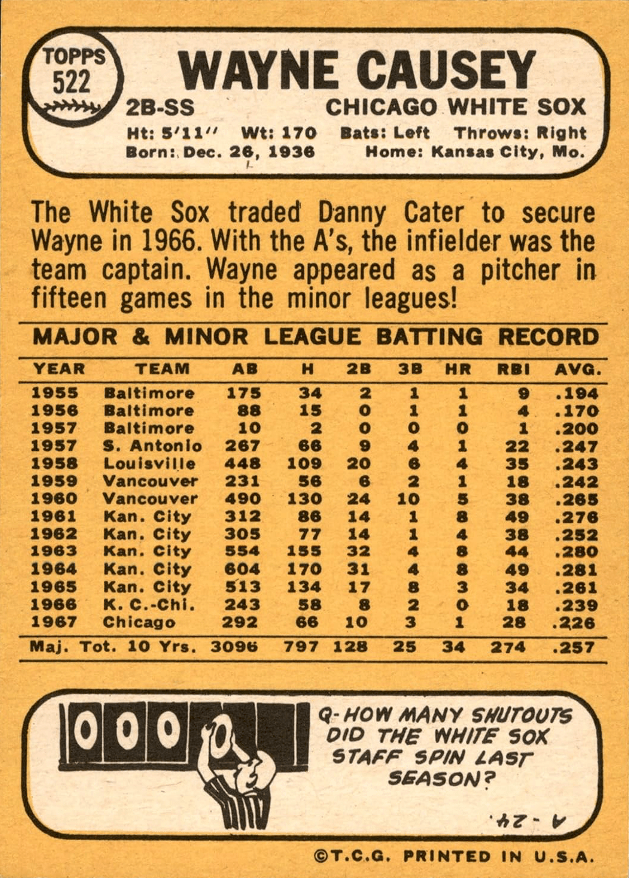 TOPPS
522
WAYNE CAUSEY
2B-SS CHICAGO WHITE SOX
Ht: 5'11" Wt: 170 Bats: Left Throws: Right
Born: Dec. 26, 1936 Home: Kansas City, Mo.
The White Sox traded Danny Cater to secure
Wayne in 1966. With the A's, the infielder was the
team captain. Wayne appeared as a pitcher in
fifteen games in the minor leagues!
MAJOR & MINOR LEAGUE BATTING RECORD
YEAR TEAM AB H 2B 3B HR RBI AVG.
1955 Baltimore 175 34 2 1 1 9 .194
1956 Baltimore 88 15 0 1 1 4 .170
1957 Baltimore 10 2 0 0 0 1 .200
1957 S. Antonio 267 66 9 4 1 22 .247
1958 Louisville 448 109 20 6 4 35 .243
1959 Vancouver 231 56 6 2 1 18 .242
1960 Vancouver 490 130 24 10 5 38 .265
1961 Kan. City 312 86 14 1 8 49 .276
1962 Kan. City 305 77 14 1 4 38 .252
1963 Kan. City 554 155 32 4 8 44 .280
1964 Kan. City 604 170 31 4 8 49 .281
1965 Kan. City 513 134 17 8 3 34 .261
1966 K. C.-Chi. 243 58 8 2 0 18 .239
1967 Chicago 292 66 10 3 1 28 .226
Maj. Tot. 10 Yrs. 3096 797 128 25 34 274 .257
0 0 0 0
Q-HOW MANY SHUTOUTS
DID THE WHITE SOX
STAFF SPIN LAST
SEASON?
A-24.
©T.C.G. PRINTED IN U.S.A.